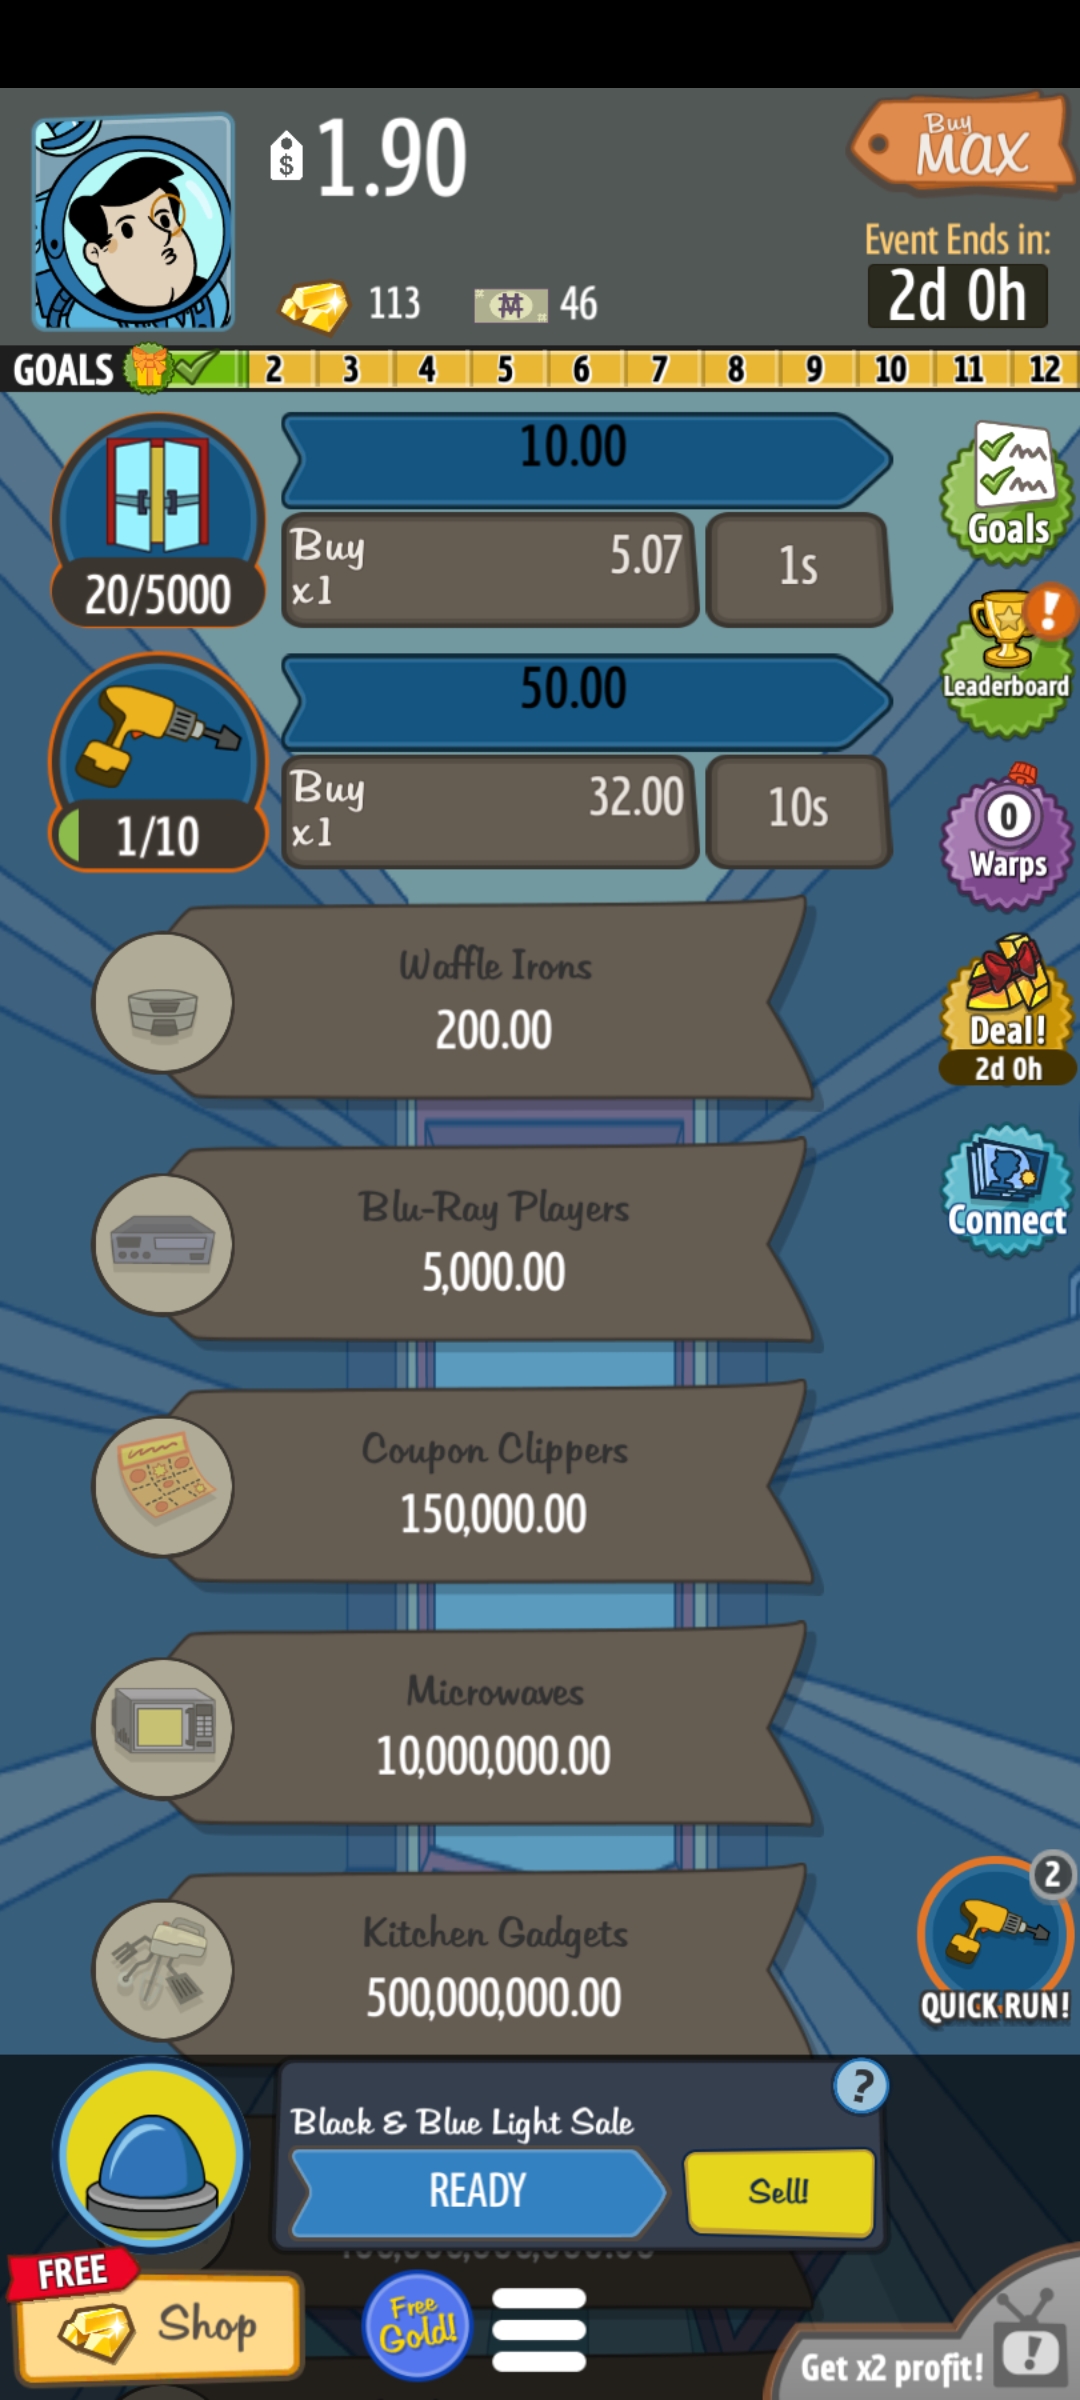 $ 1.90
Buy
MAX
Event Ends in:
113
46
2d 0h
GOALS 2 3 4 5 6 7 8 9 10 11 12
10.00
Buy
x1
5.07
1s
20/5000
Goals
Leaderboard
50.00
Buy
x1
32.00
10s
1/10
0
Warps
Waffle Irons
200.00
Deal!
2d 0h
Blu-Ray Players
5,000.00
Connect
Coupon Clippers
150,000.00
Microwaves
10,000,000.00
2
Kitchen Gadgets
500,000,000.00
QUICK RUN!
?
Black & Blue Light Sale
READY
Sell!
FREE
Shop
Free
Gold!
Get x2 profit!